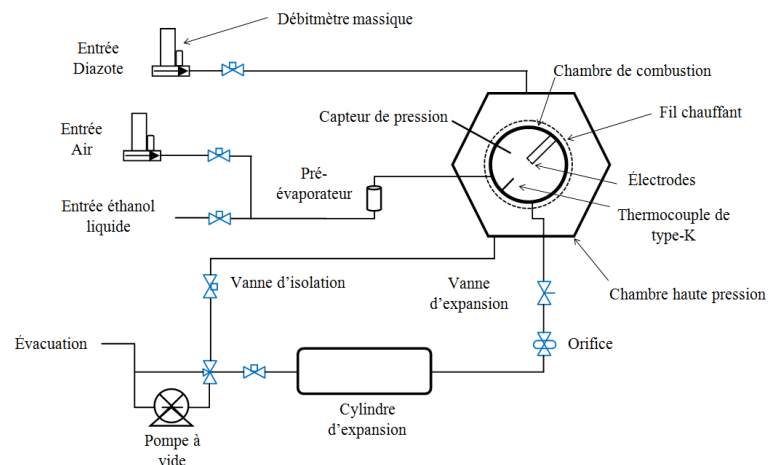 Débitmètre massique
Entrée
Diazote
Chambre de combustion
Capteur de pression
Fil chauffant
Entrée
Air
Pré-
évaporateur
Électrodes
Entrée éthanol
liquide
Thermocouple de
type-K
Vanne d'isolation
Vanne
d'expansion
Chambre haute pression
Évacuation
Orifice
Cylindre
d'expansion
Pompe à
vide